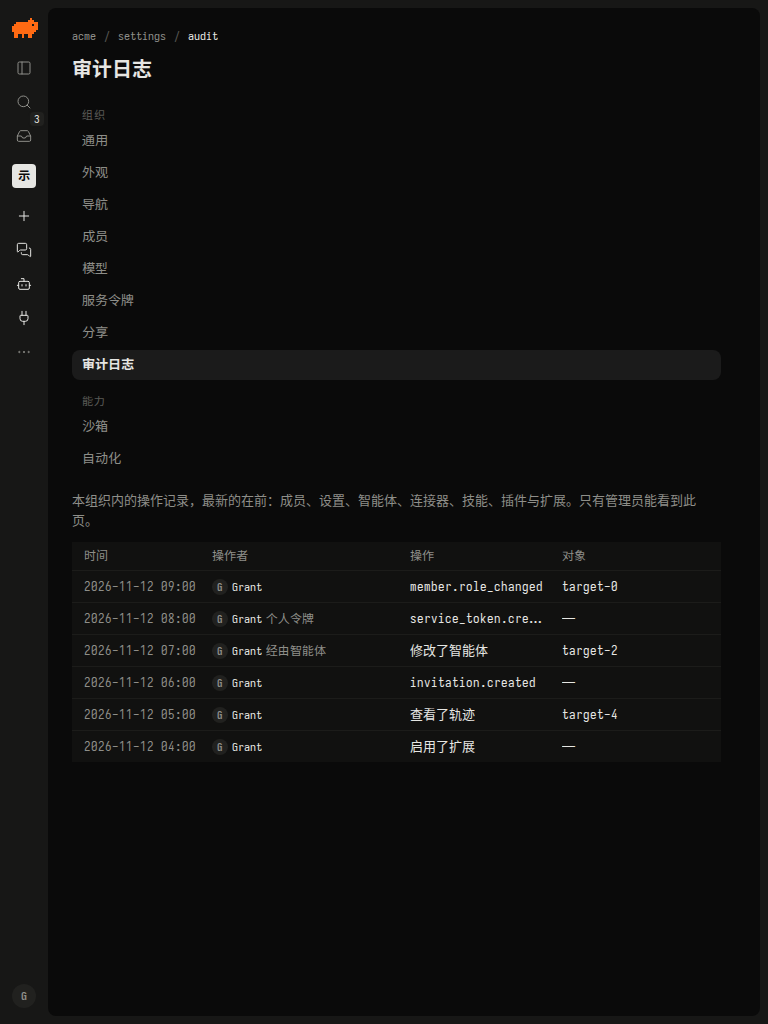 acme / settings / audit
审计日志
3
示
组织
通用
外观
导航
成员
模型
服务令牌
分享
审计日志
能力
沙箱
自动化
本组织内的操作记录，最新的在前：成员、设置、智能体、连接器、技能、插件与扩展。只有管理员能看到此
页。
时间 操作者 操作 对象
2026-11-12 09:00 G Grant member.role_changed target-0
2026-11-12 08:00 G Grant 个人令牌 service_token.cre… —
2026-11-12 07:00 G Grant 经由智能体 修改了智能体 target-2
2026-11-12 06:00 G Grant invitation.created —
2026-11-12 05:00 G Grant 查看了轨迹 target-4
2026-11-12 04:00 G Grant 启用了扩展 —
G